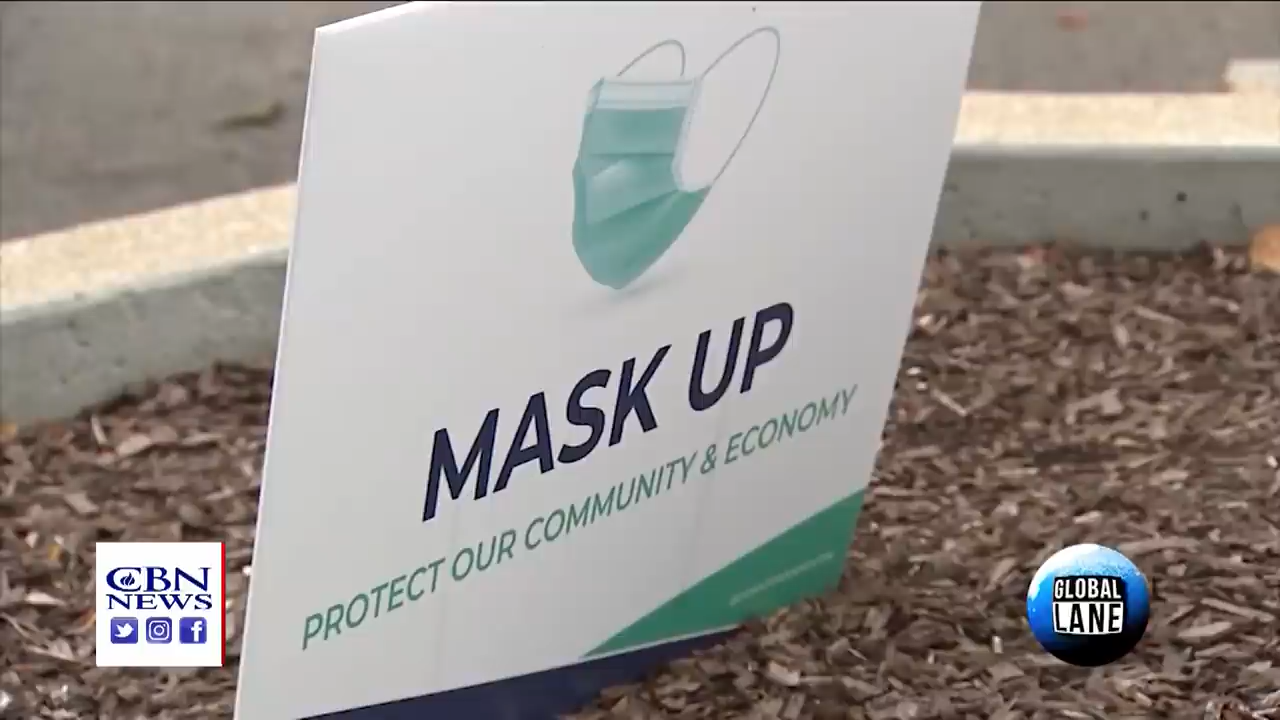 MASK UP
PROTECT OUR COMMUNITY & ECONOMY
CBN
NEWS
GLOBAL
LANE